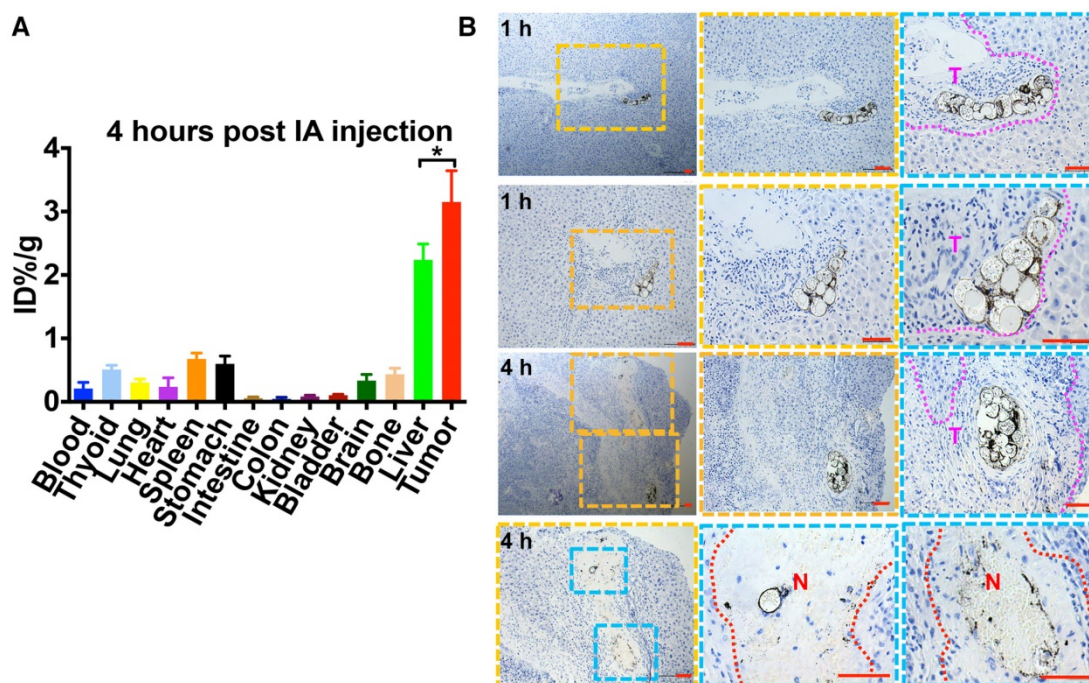 A
4 hours post IA injection
*
ID%/g
4
3
2
1
0
Blood
Thyoid
Lung
Heart
Spleen
Stomach
Intestine
Colon
Kidney
Bladder
Brain
Bone
Liver
Tumor
B
1 h
T
1 h
T
4 h
T
4 h
N
N